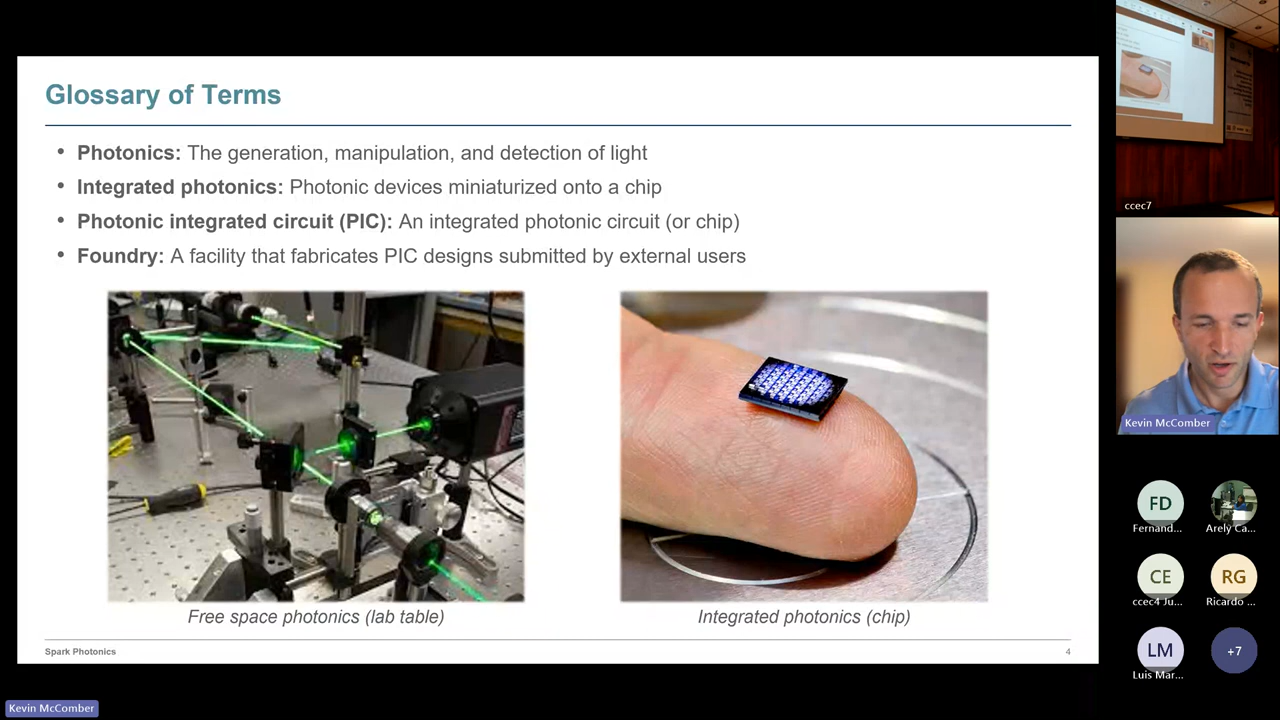 Glossary of Terms
• Photonics: The generation, manipulation, and detection of light
• Integrated photonics: Photonic devices miniaturized onto a chip
• Photonic integrated circuit (PIC): An integrated photonic circuit (or chip)
• Foundry: A facility that fabricates PIC designs submitted by external users
Free space photonics (lab table)
Integrated photonics (chip)
Spark Photonics
4
Kevin McComber
ccec7
Kevin McComber
FD
Fernand...
Arely Ca...
CE
ccec4 Ju...
RG
Ricardo ...
LM
Luis Mar...
+7